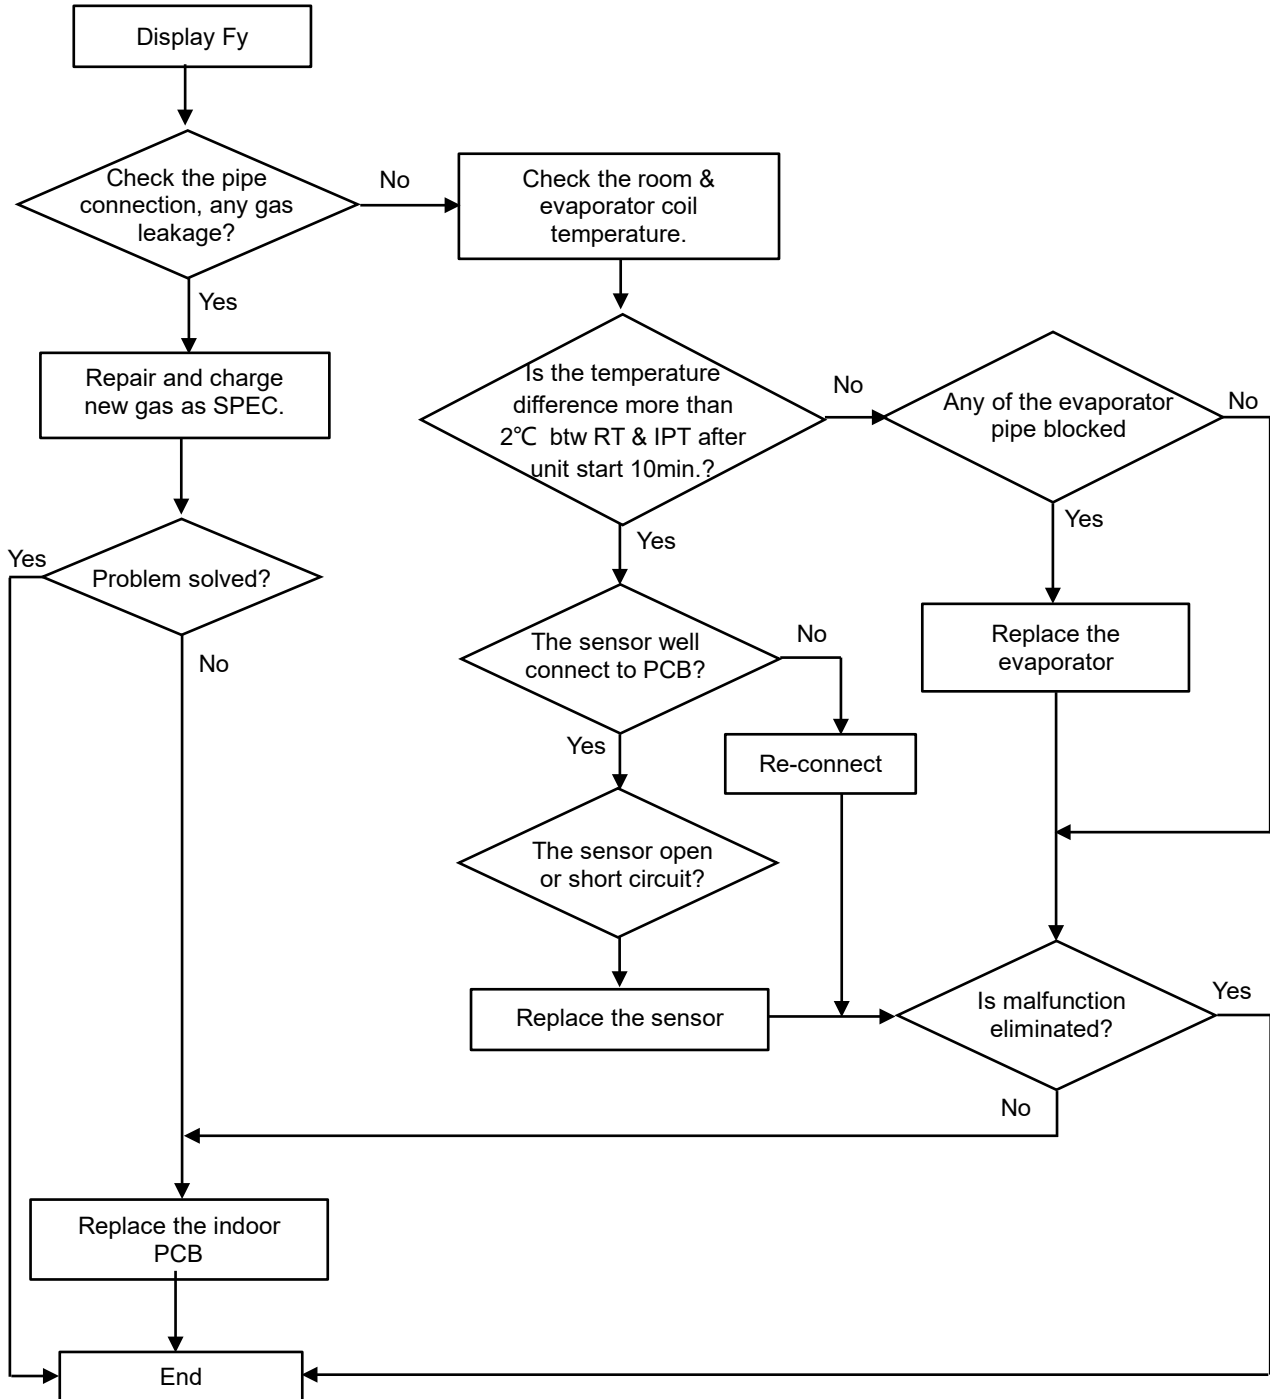 Display Fy
Check the pipe
connection, any gas
leakage?
No
Check the room &
evaporator coil
temperature.
Yes
Repair and charge
new gas as SPEC.
Is the temperature
difference more than
2℃ btw RT & IPT after
unit start 10min.?
No
Any of the evaporator
pipe blocked
No
Yes
Yes
Yes
Problem solved?
No
The sensor well
connect to PCB?
No
Replace the
evaporator
Yes
Re-connect
The sensor open
or short circuit?
Replace the sensor
Is malfunction
eliminated?
Yes
No
Replace the indoor
PCB
End